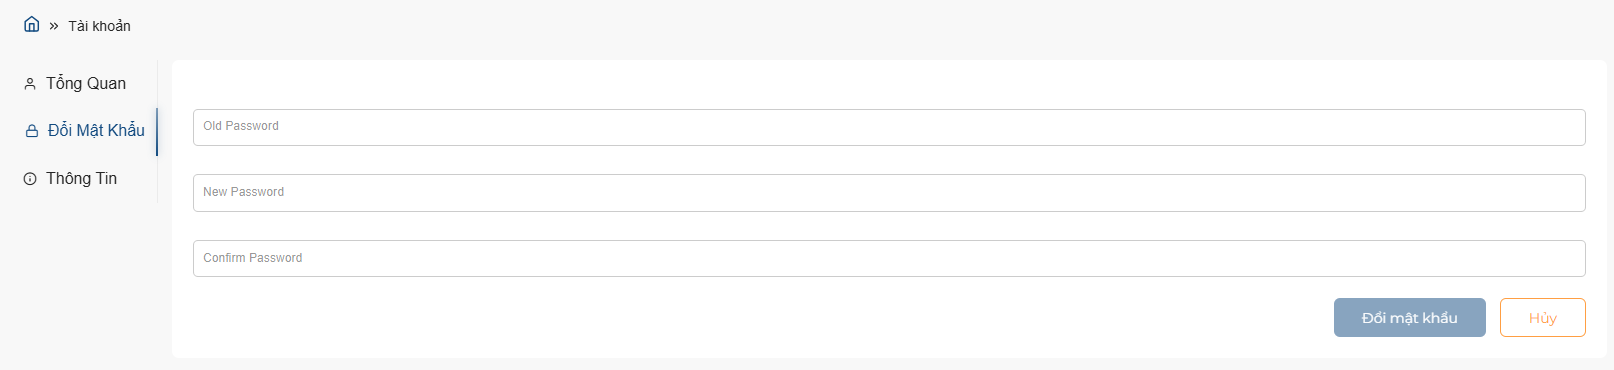 Tài khoản
Tổng Quan
Đổi Mật Khẩu
Thông Tin
Old Password
New Password
Confirm Password
Đổi mật khẩu
Hủy